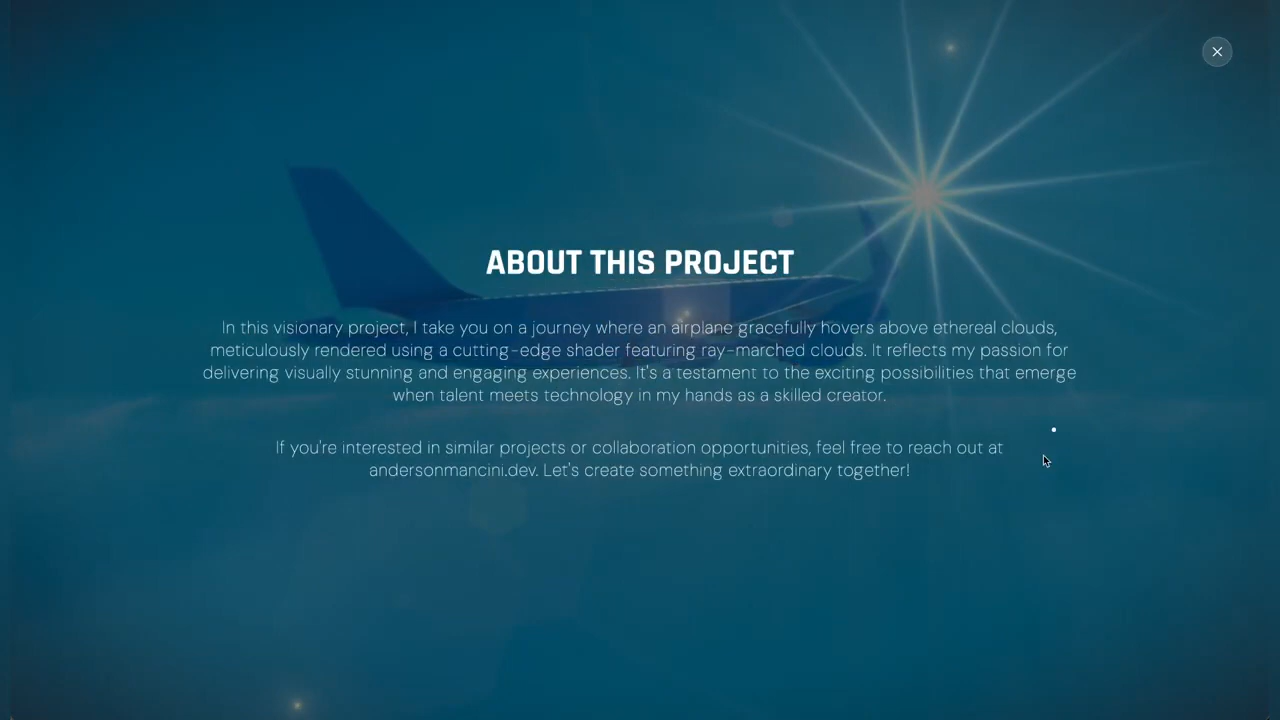 ABOUT THIS PROJECT
In this visionary project, I take you on a journey where an airplane gracefully hovers above ethereal clouds,
meticulously rendered using a cutting-edge shader featuring ray-marched clouds. It reflects my passion for
delivering visually stunning and engaging experiences. It's a testament to the exciting possibilities that emerge
when talent meets technology in my hands as a skilled creator.
If you're interested in similar projects or collaboration opportunities, feel free to reach out at
andersonmancini.dev. Let's create something extraordinary together!